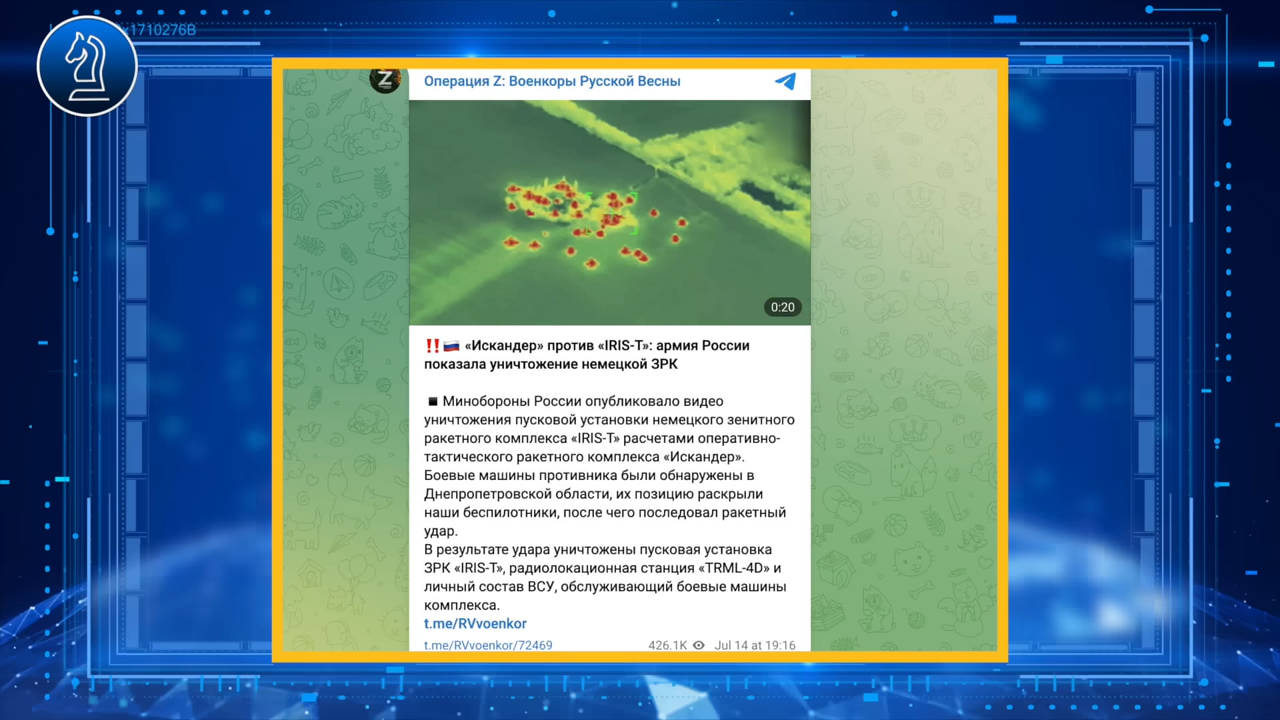 x1710276B
Операция Z: Военкоры Русской Весны
Z
0:20
‼️🇷🇺 «Искандер» против «IRIS-T»: армия России
показала уничтожение немецкой ЗРК
◾️ Минобороны России опубликовало видео
уничтожения пусковой установки немецкого зенитного
ракетного комплекса «IRIS-T» расчетами оперативно-
тактического ракетного комплекса «Искандер».
Боевые машины противника были обнаружены в
Днепропетровской области, их позицию раскрыли
наши беспилотники, после чего последовал ракетный
удар.
В результате удара уничтожены пусковая установка
ЗРК «IRIS-T», радиолокационная станция «TRML-4D» и
личный состав ВСУ, обслуживающий боевые машины
комплекса.
t.me/RVvoenkor
t.me/RVvoenkor/72469 426.1K Jul 14 at 19:16